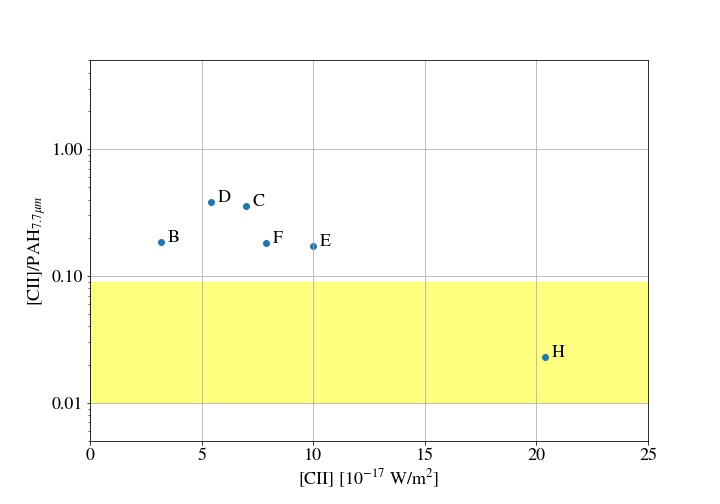 1.00
0.10
0.01
[CII]/PAH₇.₇μm
D
C
B
F
E
H
0
5
10
15
20
25
[CII] [10⁻¹⁷ W/m²]